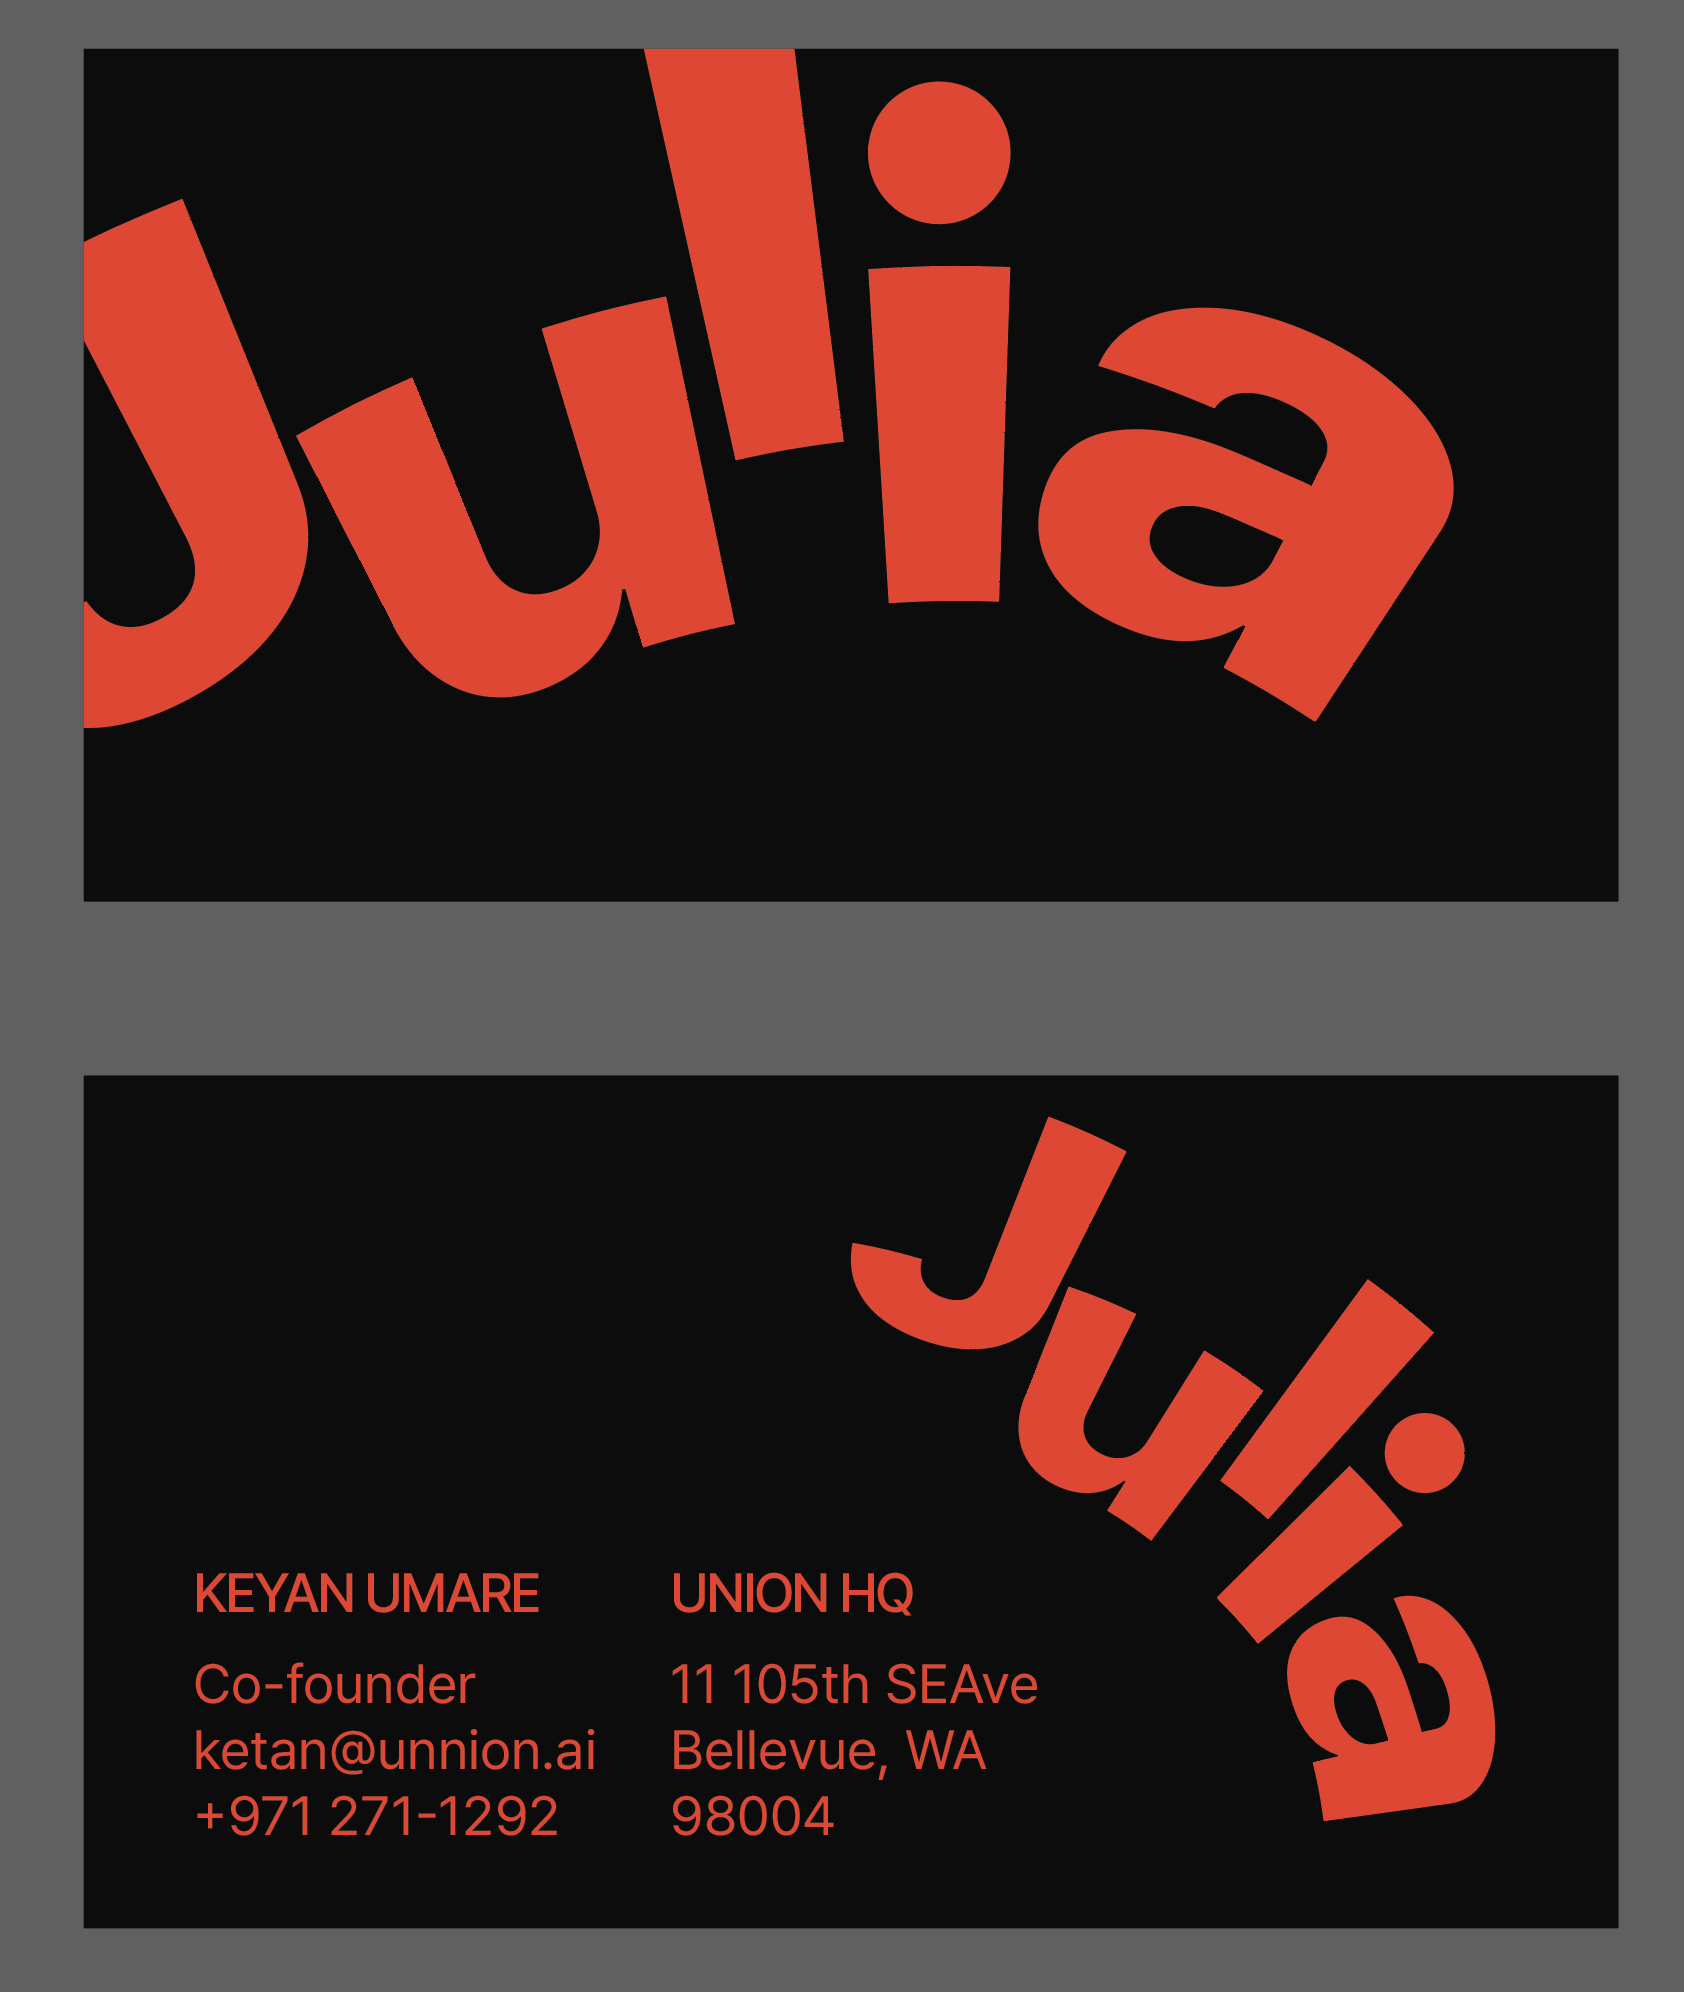 Julia
Julia
KEYAN UMARE
Co-founder
ketan@unnion.ai
+971 271-1292
UNION HQ
11 105th SEAve
Bellevue, WA
98004